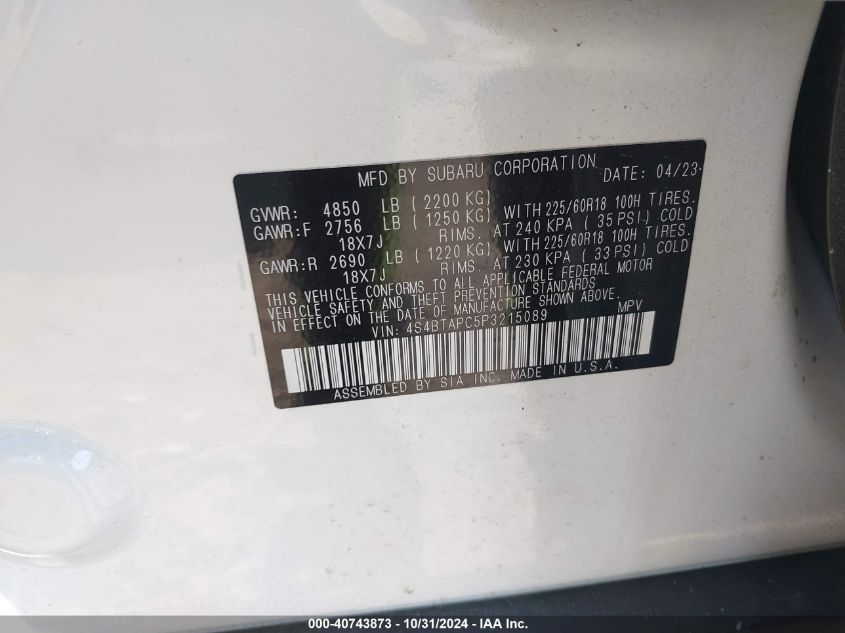 MFD BY SUBARU CORPORATION DATE: 04/23
GVWR: 4850 LB ( 2200 KG)
GAWR:F 2756 LB ( 1250 KG) WITH 225/60R18 100H TIRES.
18X7J RIMS. AT 240 KPA ( 35 PSI) COLD
GAWR:R 2690 LB ( 1220 KG) WITH 225/60R18 100H TIRES.
18X7J RIMS. AT 230 KPA ( 33 PSI) COLD
THIS VEHICLE CONFORMS TO ALL APPLICABLE FEDERAL MOTOR
VEHICLE SAFETY AND THEFT PREVENTION STANDARDS
IN EFFECT ON THE DATE OF MANUFACTURE SHOWN ABOVE.
VIN: 4S4BTAPC5P3215089 MPV
ASSEMBLED BY SIA INC. MADE IN U.S.A.
000-40743873 - 10/31/2024 - IAA Inc.